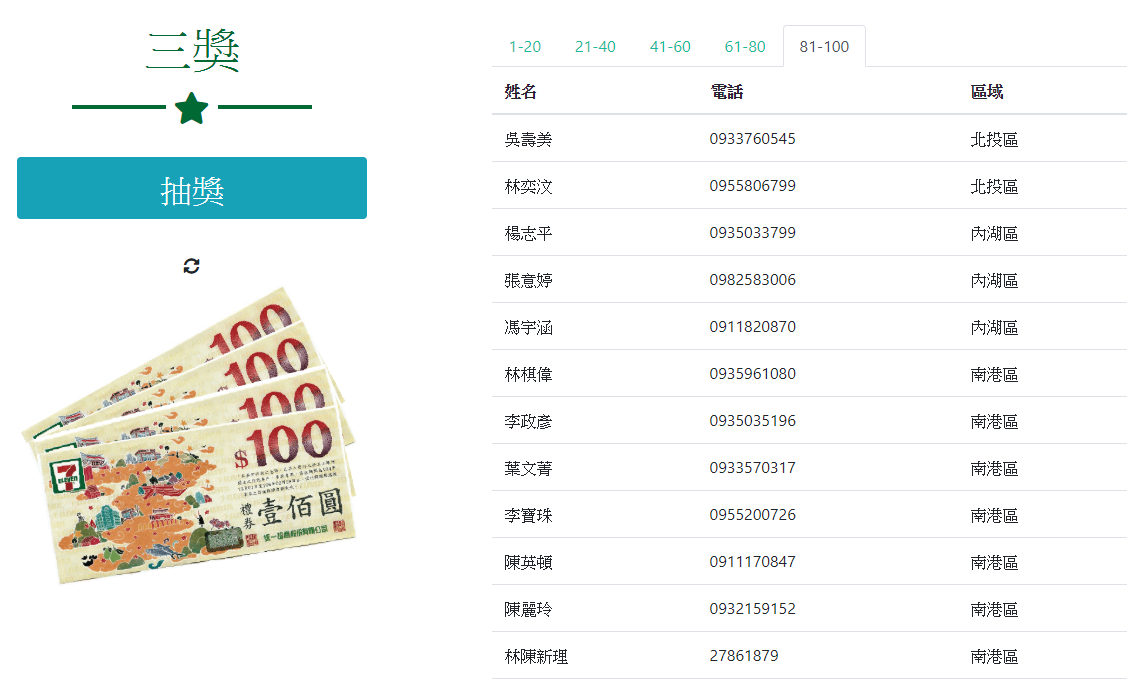 三獎
抽獎
100
100
100
$100
7
ELEVEN
禮券
壹佰圓
統一超商股份有限公司
1-20 21-40 41-60 61-80 81-100
姓名 電話 區域
吳壽美 0933760545 北投區
林奕汶 0955806799 北投區
楊志平 0935033799 內湖區
張意婷 0982583006 內湖區
馮宇涵 0911820870 內湖區
林棋偉 0935961080 南港區
李政彥 0935035196 南港區
葉文菁 0933570317 南港區
李寶珠 0955200726 南港區
陳英頓 0911170847 南港區
陳麗玲 0932159152 南港區
林陳新理 27861879 南港區